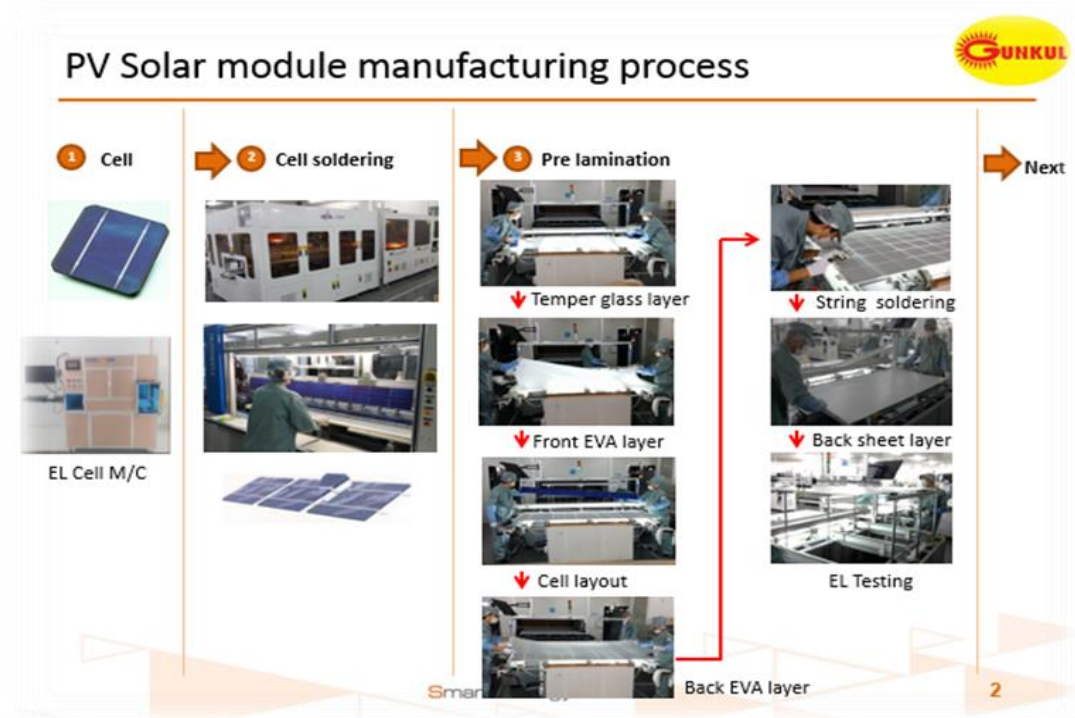 GUNKUL
PV Solar module manufacturing process
1 Cell
2 Cell soldering
3 Pre lamination
Next
EL Cell M/C
Temper glass layer
Front EVA layer
Cell layout
Back EVA layer
String soldering
Back sheet layer
EL Testing
Smar
2